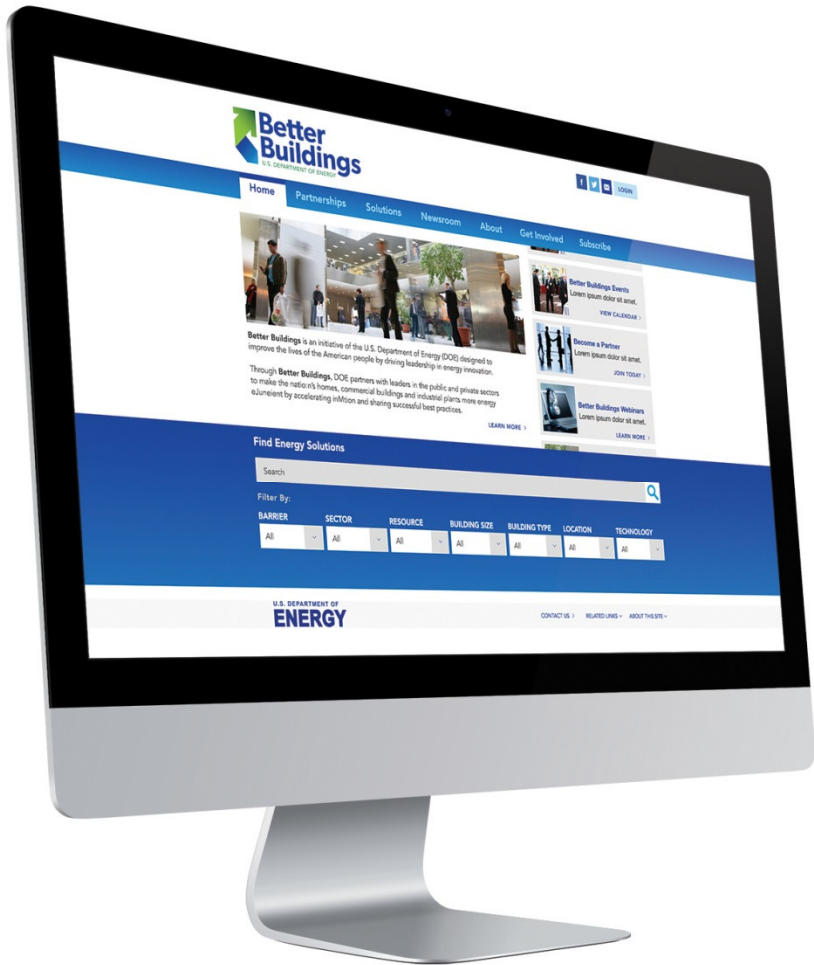 Better
Buildings
U.S. DEPARTMENT OF ENERGY
f
LOGIN
Home Partnerships Solutions Newsroom About Get Involved Subscribe
Better Buildings Events
Lorem ipsum dolor sit amet.
VIEW CALENDAR >
Become a Partner
Lorem ipsum dolor sit amet.
JOIN TODAY >
Better Buildings Webinars
Lorem ipsum dolor sit amet.
LEARN MORE >
Better Buildings is an initiative of the U.S. Department of Energy (DOE) designed to
improve the lives of the American people by driving leadership in energy innovation.
Through Better Buildings, DOE partners with leaders in the public and private sectors
to make the natio:n's homes, commercial buildings and industrial plants more energy
eJuneient by accelerating inMtion and sharing successful best practices.
LEARN MORE >
Find Energy Solutions
Search
Filter By:
BARRIER SECTOR RESOURCE BUILDING SIZE BUILDING TYPE LOCATION TECHNOLOGY
All All All All All All All
U.S. DEPARTMENT OF
ENERGY
CONTACT US > RELATED LINKS ABOUT THIS SITE